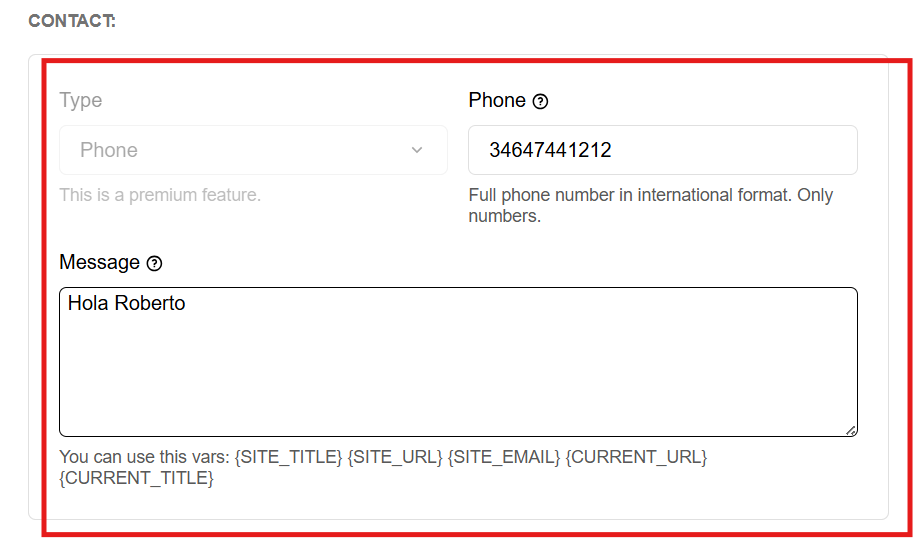 CONTACT:
Type
Phone
Phone
34647441212
This is a premium feature.
Full phone number in international format. Only
numbers.
Message
Hola Roberto
You can use this vars: {SITE_TITLE} {SITE_URL} {SITE_EMAIL} {CURRENT_URL}
{CURRENT_TITLE}